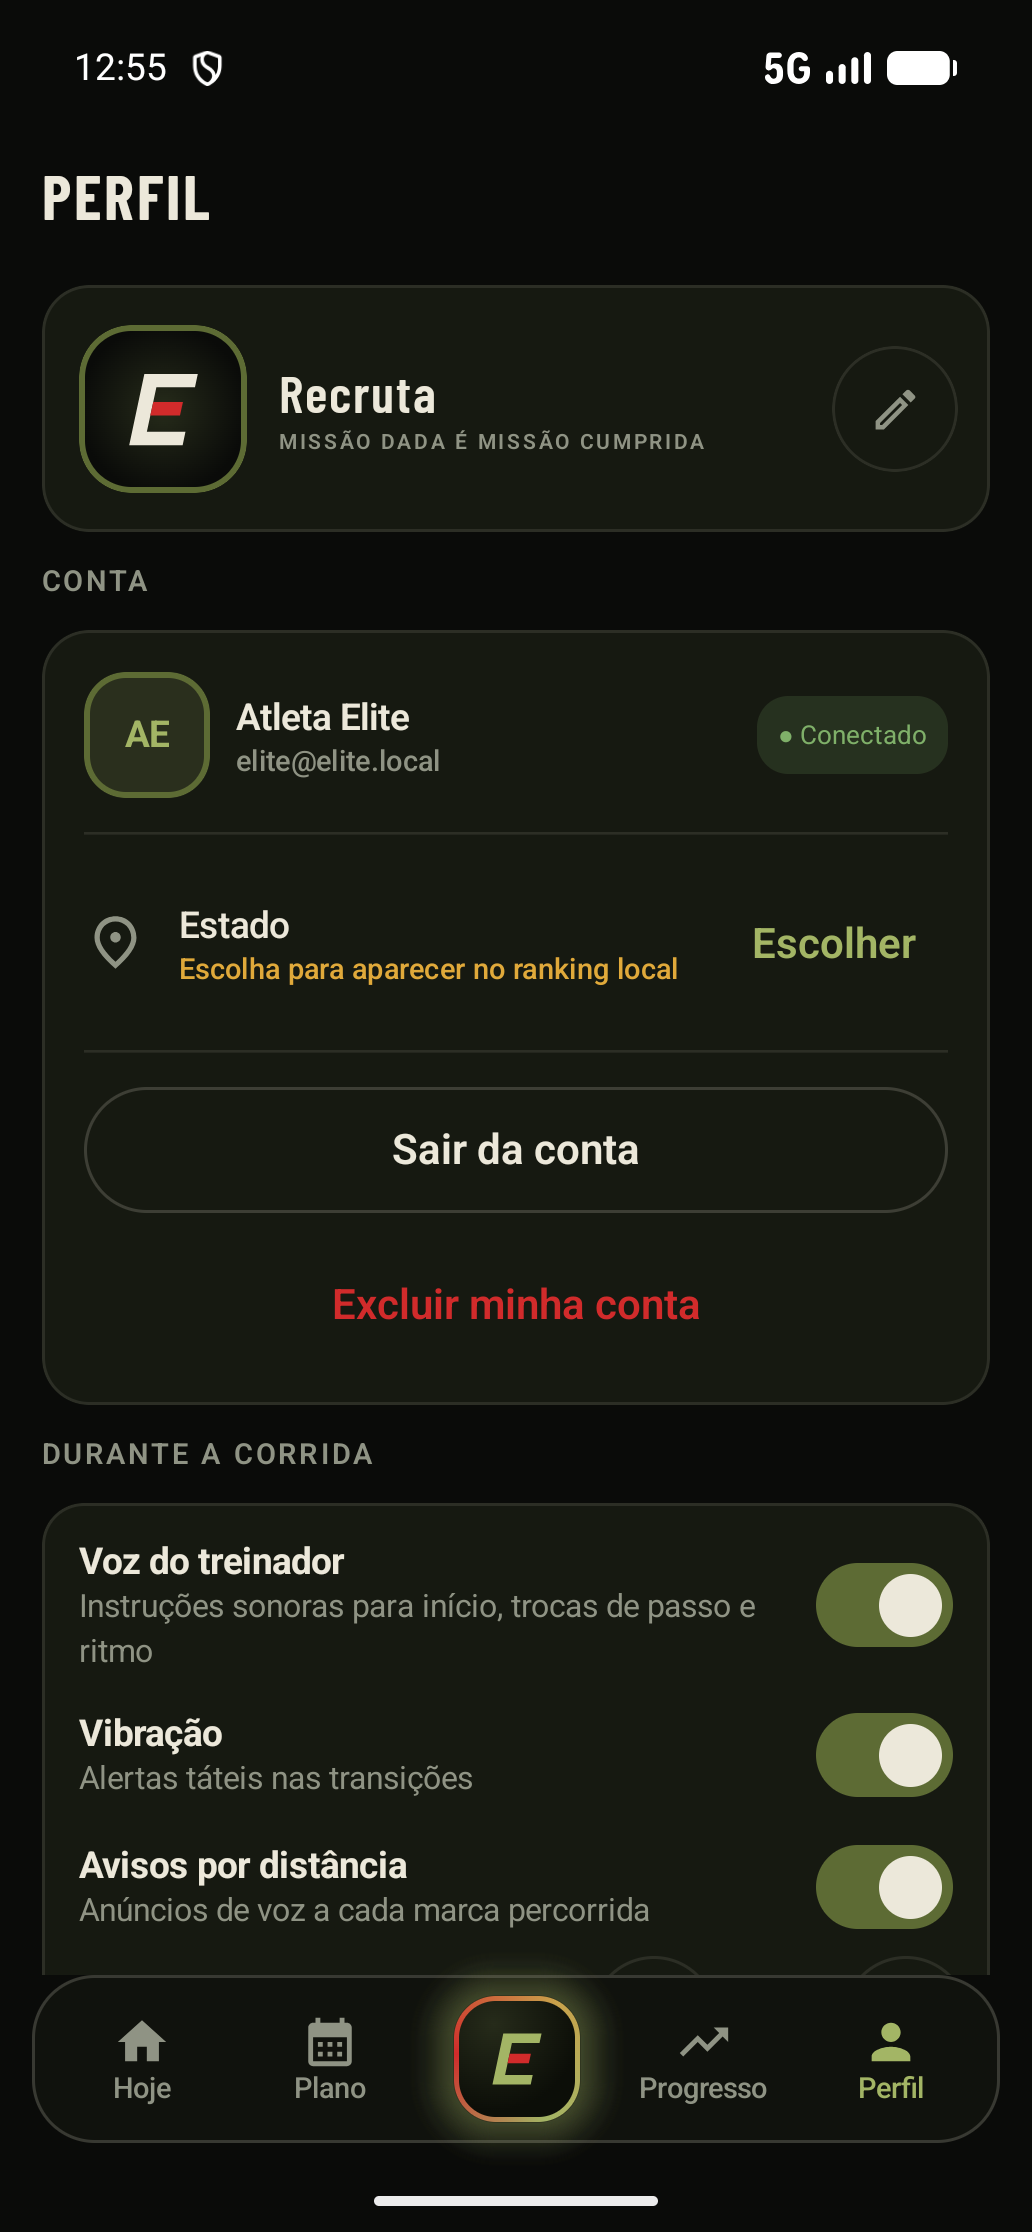 12:55
5G
PERFIL
E
Recruta
MISSÃO DADA É MISSÃO CUMPRIDA
CONTA
AE
Atleta Elite
elite@elite.local
Conectado
Estado
Escolha para aparecer no ranking local
Escolher
Sair da conta
Excluir minha conta
DURANTE A CORRIDA
Voz do treinador
Instruções sonoras para início, trocas de passo e
ritmo
Vibração
Alertas táteis nas transições
Avisos por distância
Anúncios de voz a cada marca percorrida
Hoje
Plano
E
Progresso
Perfil